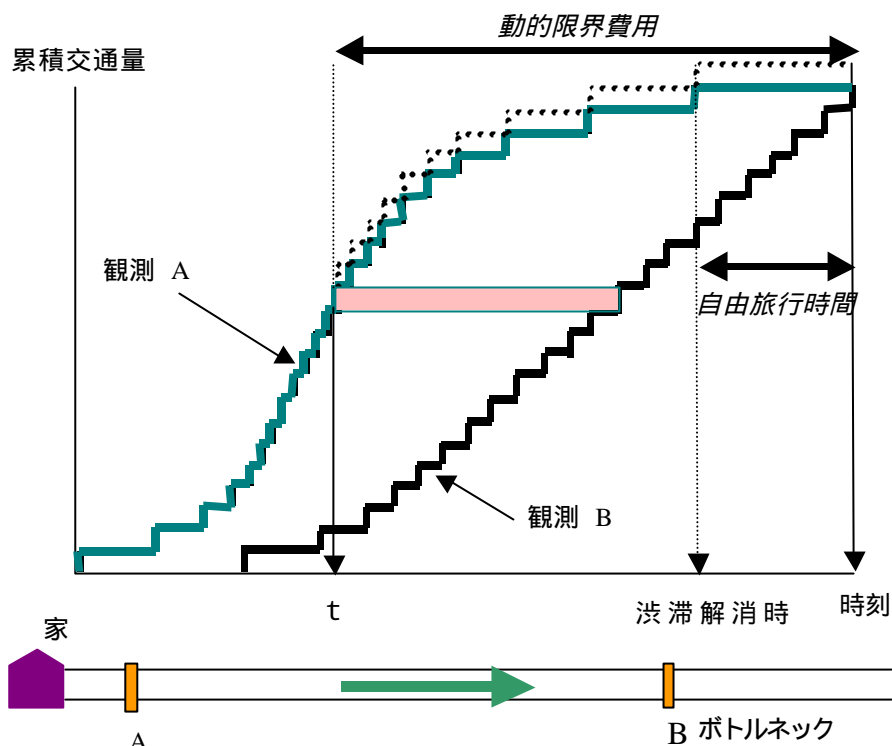 動的限界費用
累積交通量
観測 A
自由旅行時間
観測 B
t
渋滞解消時
時刻
家
A
B ボトルネック